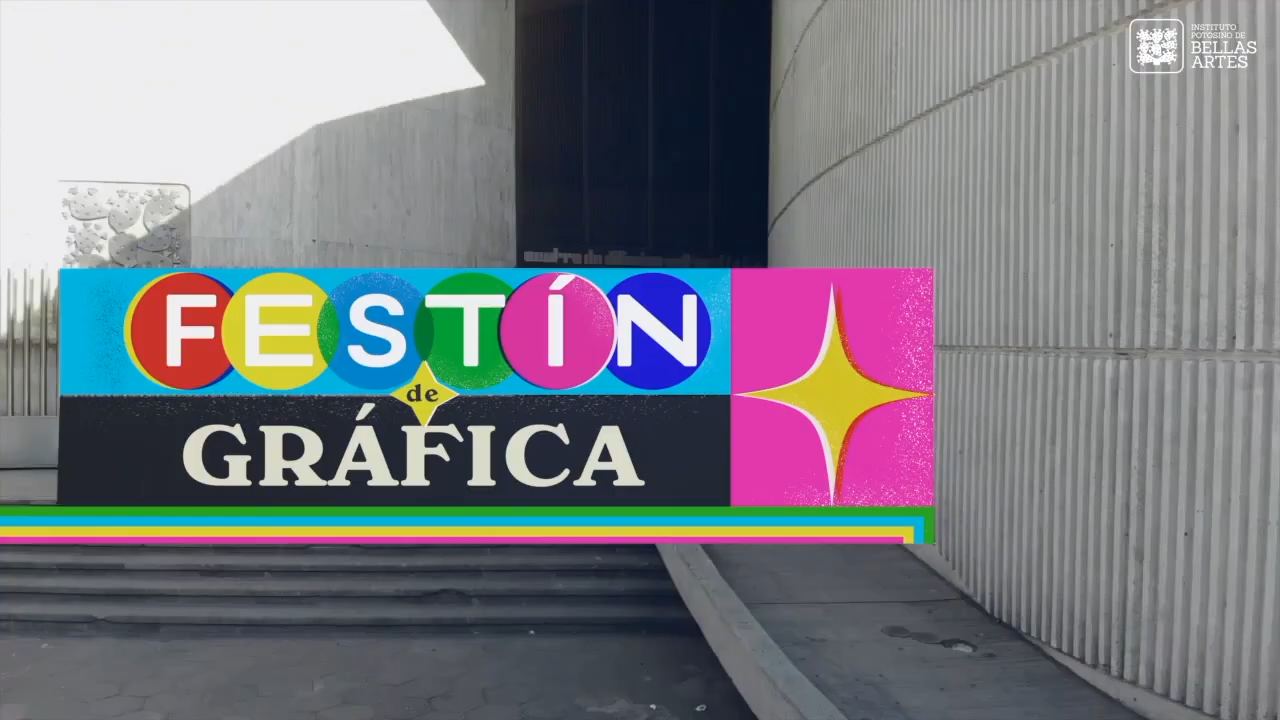 INSTITUTO
POTOSINO DE
BELLAS
ARTES
FESTÍN
de
GRÁFICA